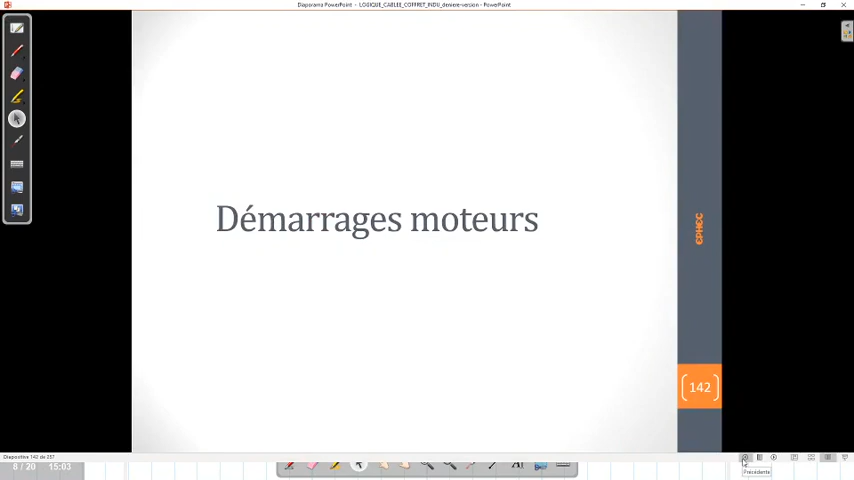 Diaporama PowerPoint - LOGIQUE_CABLEE_COFFRET_INDU_derniere-version - PowerPoint
Démarrages moteurs
EPHEC
142
Diapositive 142 de 257
8 / 20 15:03
Précédente